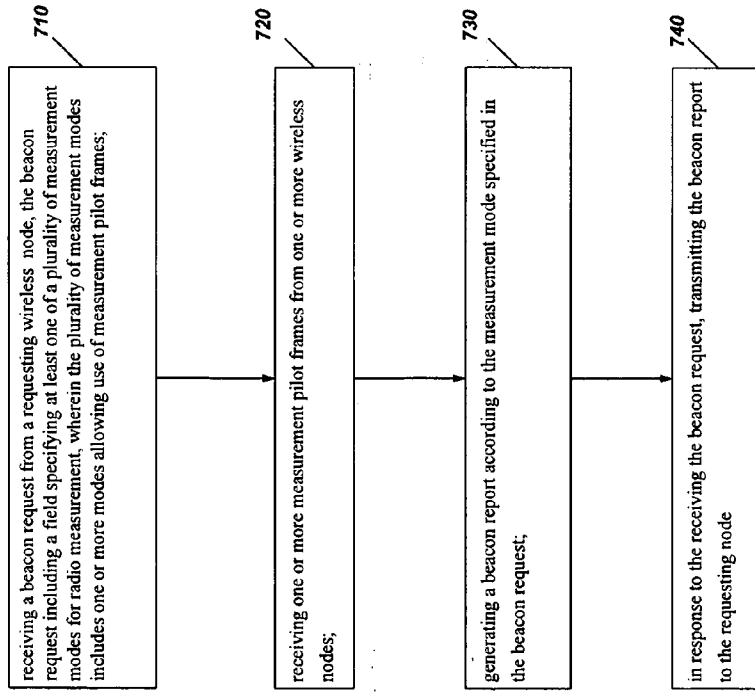 receiving a beacon request from a requesting wireless node, the beacon
request including a field specifying at least one of a plurality of measurement
modes for radio measurement, wherein the plurality of measurement modes
includes one or more modes allowing use of measurement pilot frames;
710
receiving one or more measurement pilot frames from one or more wireless
nodes;
720
generating a beacon report according to the measurement mode specified in
the beacon request;
730
in response to the receiving the beacon request, transmitting the beacon report
to the requesting node
740